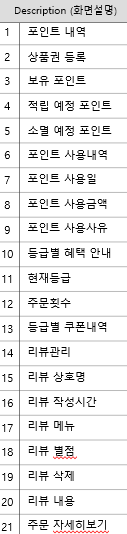 Description (화면설명)
1 포인트 내역
2 상품권 등록
3 보유 포인트
4 적립 예정 포인트
5 소멸 예정 포인트
6 포인트 사용내역
7 포인트 사용일
8 포인트 사용금액
9 포인트 사용사유
10 등급별 혜택 안내
11 현재등급
12 주문횟수
13 등급별 쿠폰내역
14 리뷰관리
15 리뷰 상호명
16 리뷰 작성시간
17 리뷰 메뉴
18 리뷰 별점
19 리뷰 삭제
20 리뷰 내용
21 주문 자세히보기